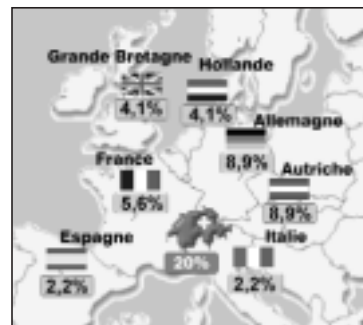 Grande Bretagne
4,1%
Hollande
4,1%
Allemagne
8,9%
France
5,6%
Autriche
8,9%
Espagne
2,2%
20%
Italie
2,2%